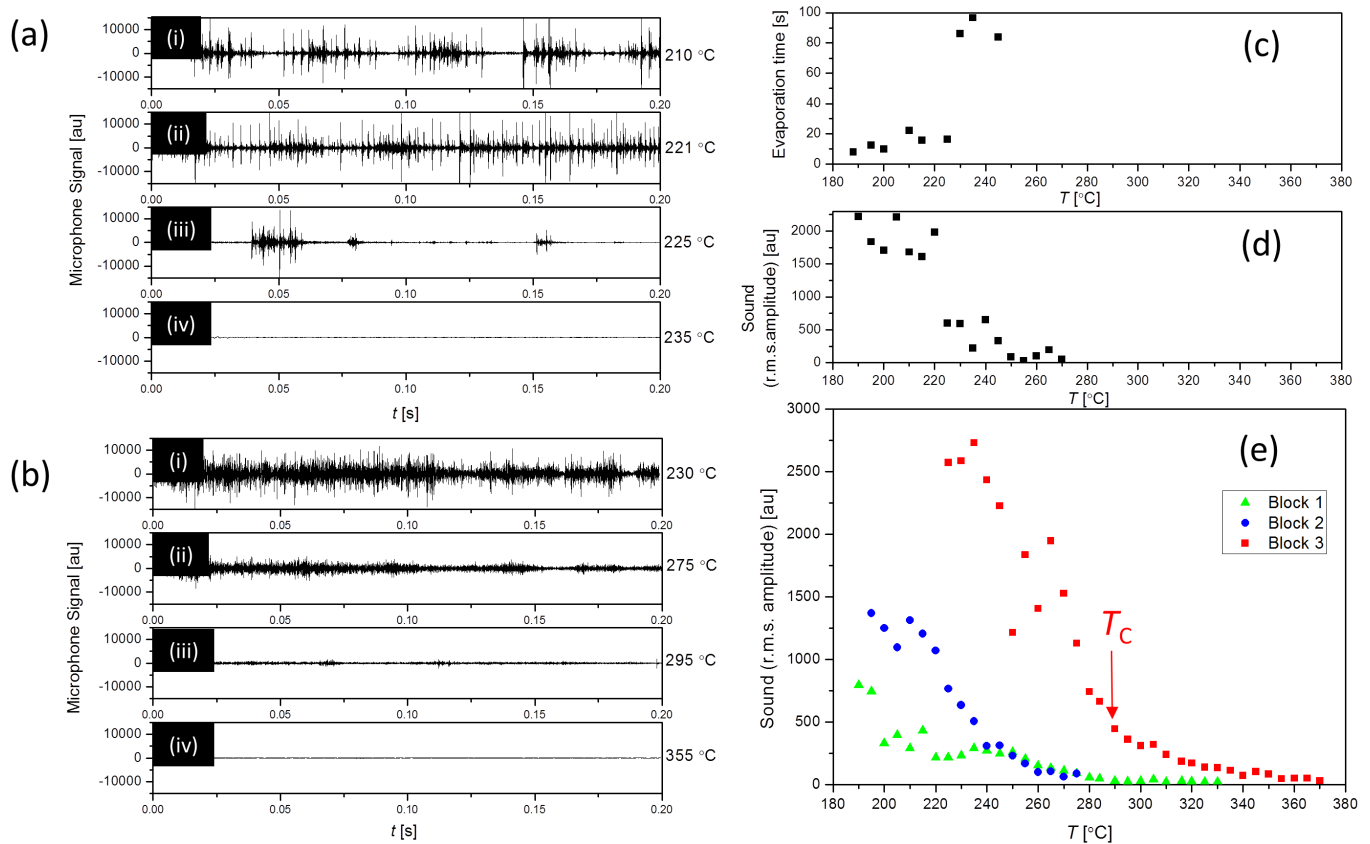 (a)
Microphone Signal [au]
(i)
10000
0
-10000
210 °C
0.00 0.05 0.10 0.15 0.20
(ii)
10000
0
-10000
221 °C
0.00 0.05 0.10 0.15 0.20
(iii)
10000
0
-10000
225 °C
0.00 0.05 0.10 0.15 0.20
(iv)
10000
0
-10000
235 °C
0.00 0.05 0.10 0.15 0.20
t [s]
(b)
Microphone Signal [au]
(i)
10000
0
-10000
230 °C
0.00 0.05 0.10 0.15 0.20
(ii)
10000
0
-10000
275 °C
0.00 0.05 0.10 0.15 0.20
(iii)
10000
0
-10000
295 °C
0.00 0.05 0.10 0.15 0.20
(iv)
10000
0
-10000
355 °C
0.00 0.05 0.10 0.15 0.20
t [s]
(c)
Evaporation time [s]
100
80
60
40
20
0
180 200 220 240 260 280 300 320 340 360 380
T [°C]
(d)
Sound
(r.m.s.amplitude) [au]
2000
1500
1000
500
0
180 200 220 240 260 280 300 320 340 360 380
T [°C]
(e)
Sound (r.m.s. amplitude) [au]
3000
2500
2000
1500
1000
500
0
Block 1
Block 2
Block 3
TC
200 220 240 260 280 300 320 340 360 380
T [°C]